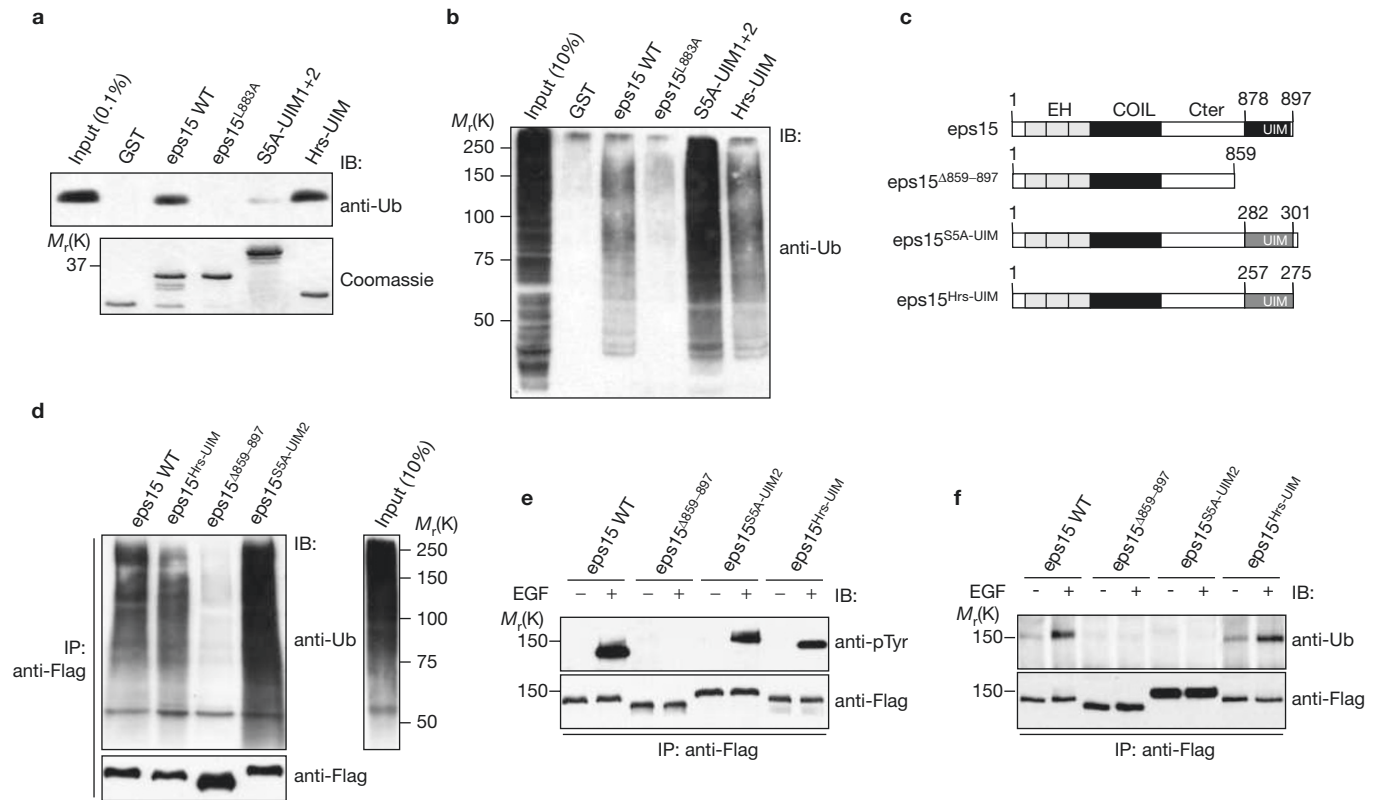 a
Input (0.1%)
GST
eps15 WT
eps15L883A
S5A-UIM1+2
Hrs-UIM
IB:
anti-Ub
Mr(K)
37
Coomassie
b
Input (10%)
GST
eps15 WT
eps15L883A
S5A-UIM1+2
Hrs-UIM
Mr(K)
IB:
250
150
100
75
50
anti-Ub
c
1 EH COIL Cter 878 897
eps15 UIM
1 859
eps15Δ859–897
1 282 301
eps15S5A-UIM UIM
1 257 275
eps15Hrs-UIM UIM
d
eps15 WT
eps15Hrs-UIM
eps15Δ859–897
eps15S5A-UIM2
Input (10%)
IB:
Mr(K)
250
150
100
75
50
IP:
anti-Flag
anti-Ub
anti-Flag
e
eps15 WT
eps15Δ859–897
eps15S5A-UIM2
eps15Hrs-UIM
EGF – + – + – + – + IB:
Mr(K)
150
anti-pTyr
150
anti-Flag
IP: anti-Flag
f
eps15 WT
eps15Δ859–897
eps15S5A-UIM2
eps15Hrs-UIM
EGF - + - + - + - + IB:
Mr(K)
150
anti-Ub
150
anti-Flag
IP: anti-Flag